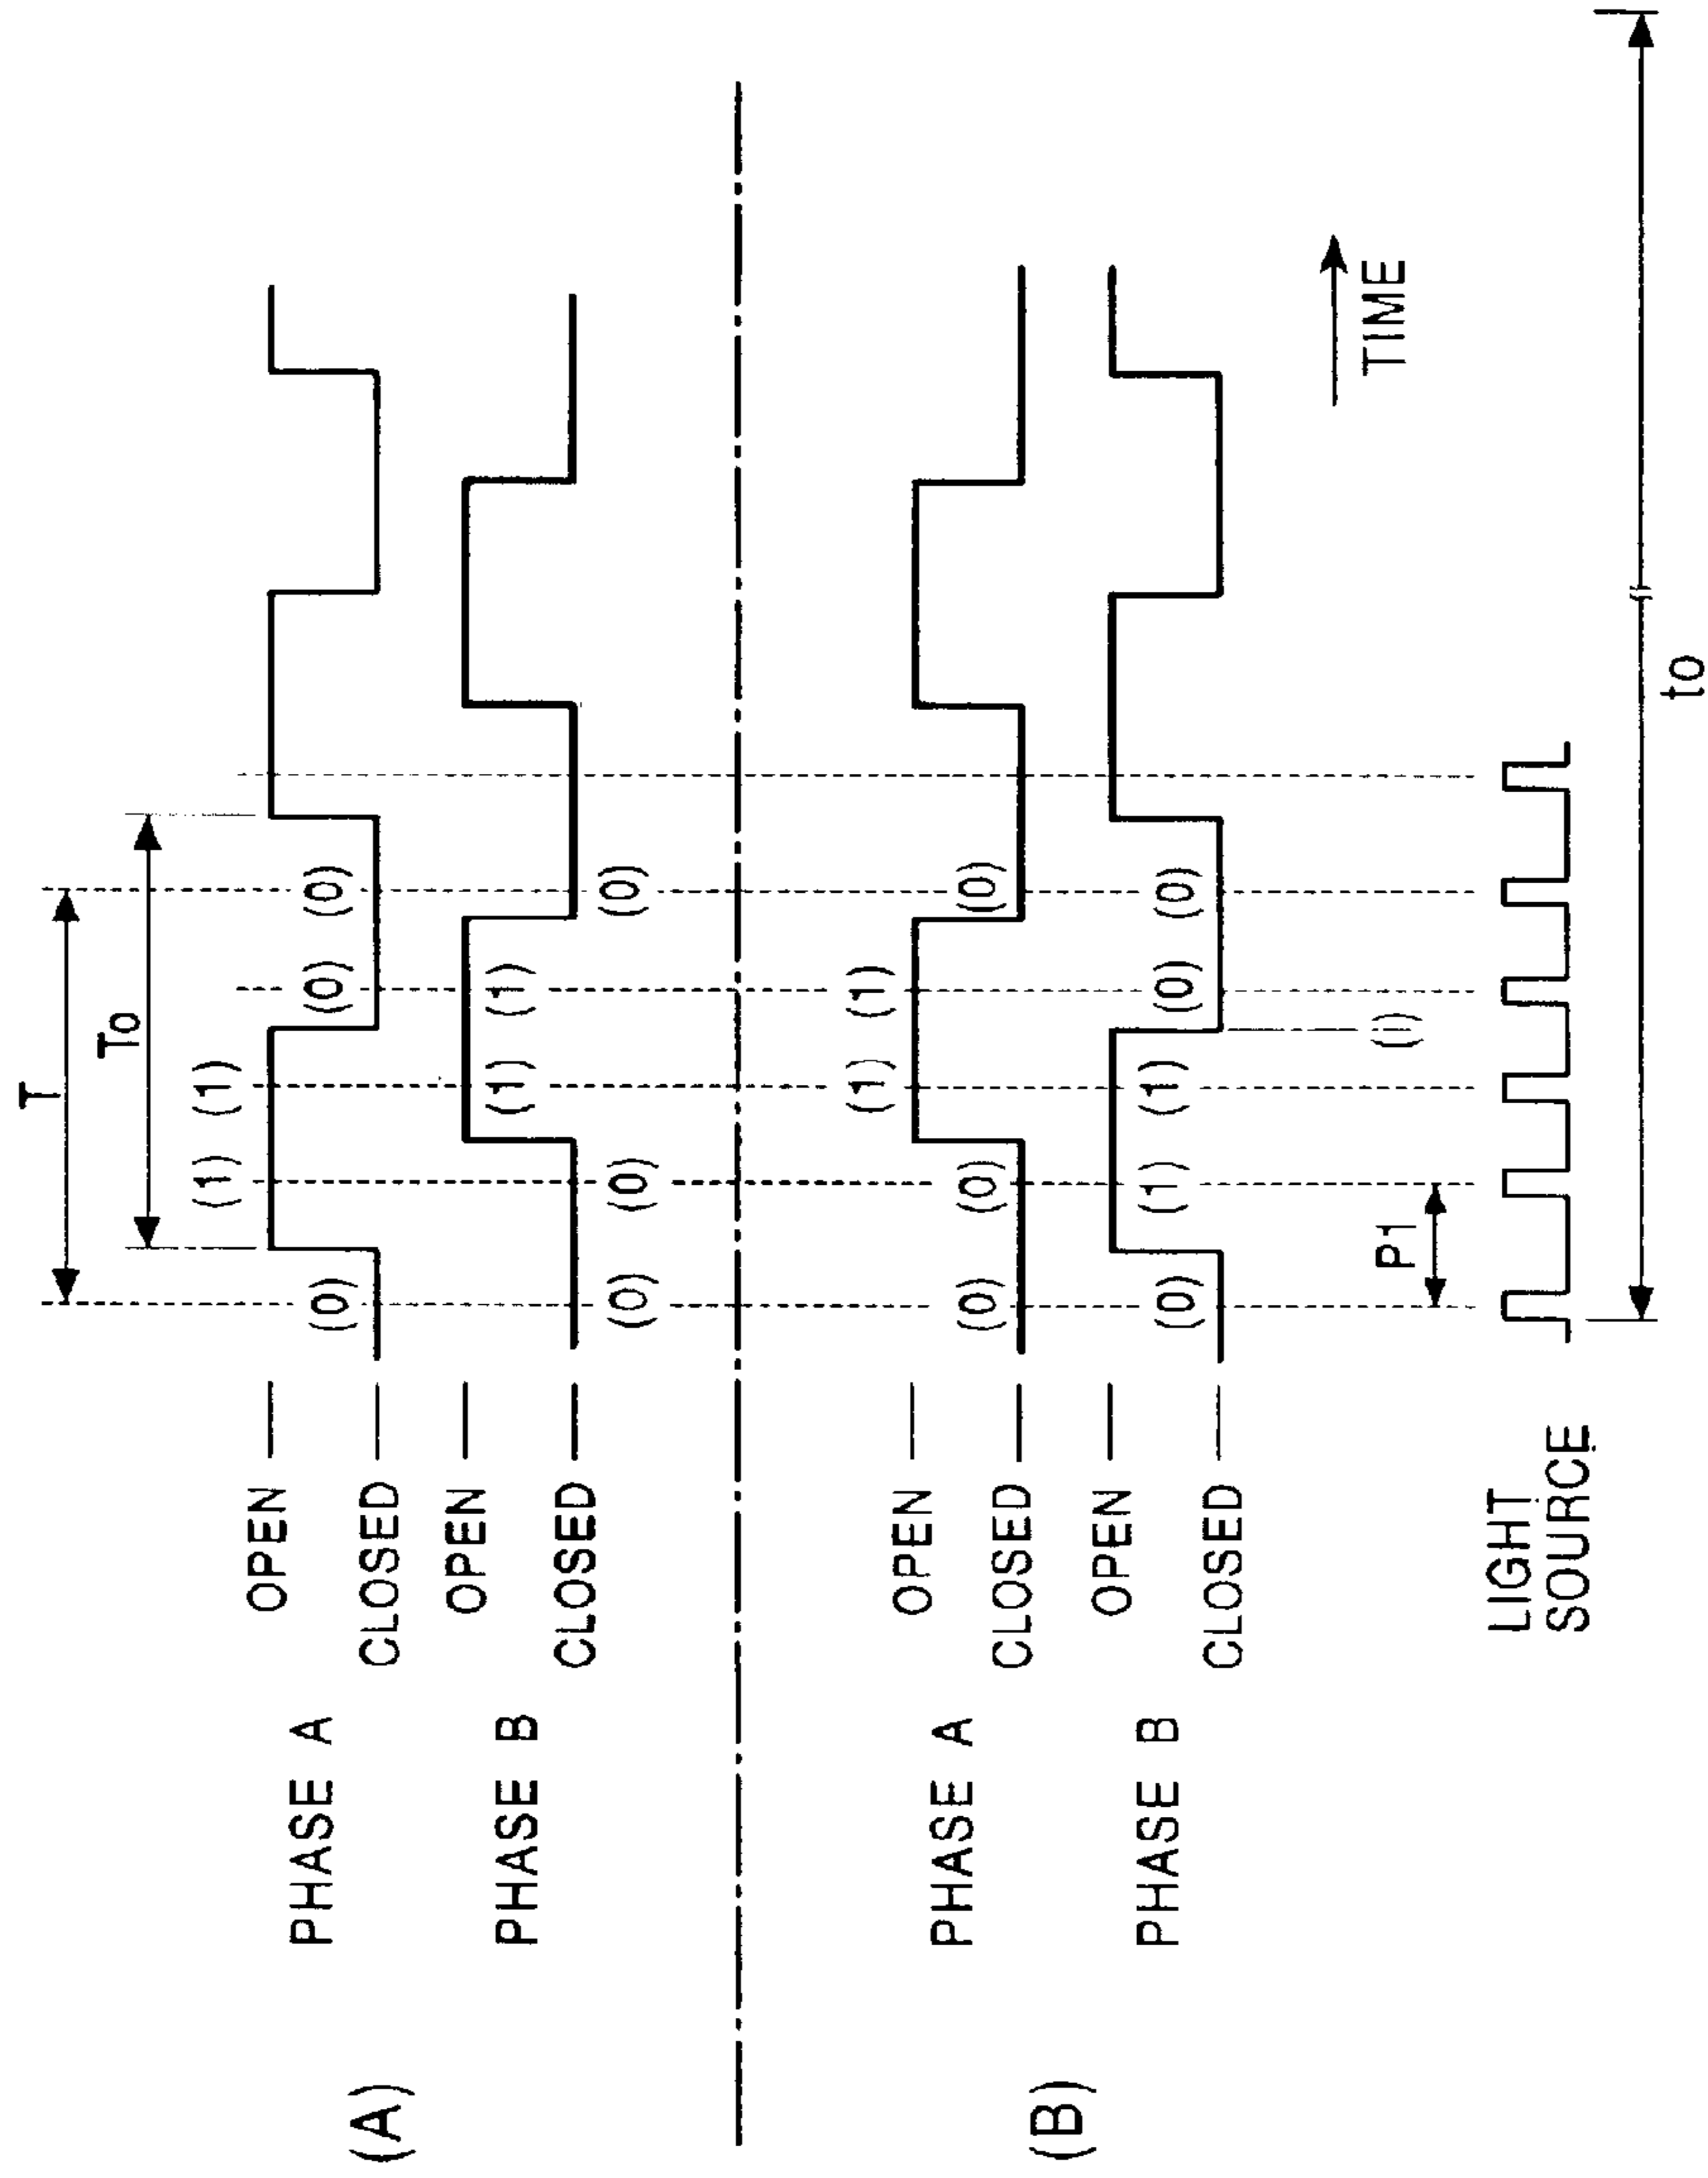 T
To
(1) (1)
OPEN
PHASE A
(0) (0) (0)
CLOSED
(A)
OPEN
PHASE B
(1) (1)
CLOSED
(0) (0) (0)
(1) (1)
OPEN
PHASE A
(0) (0) (0)
CLOSED
(B)
OPEN
PHASE B
(0) (1) (1) (0) (0)
CLOSED
TIME
P1
(i)
LIGHT
SOURCE
to